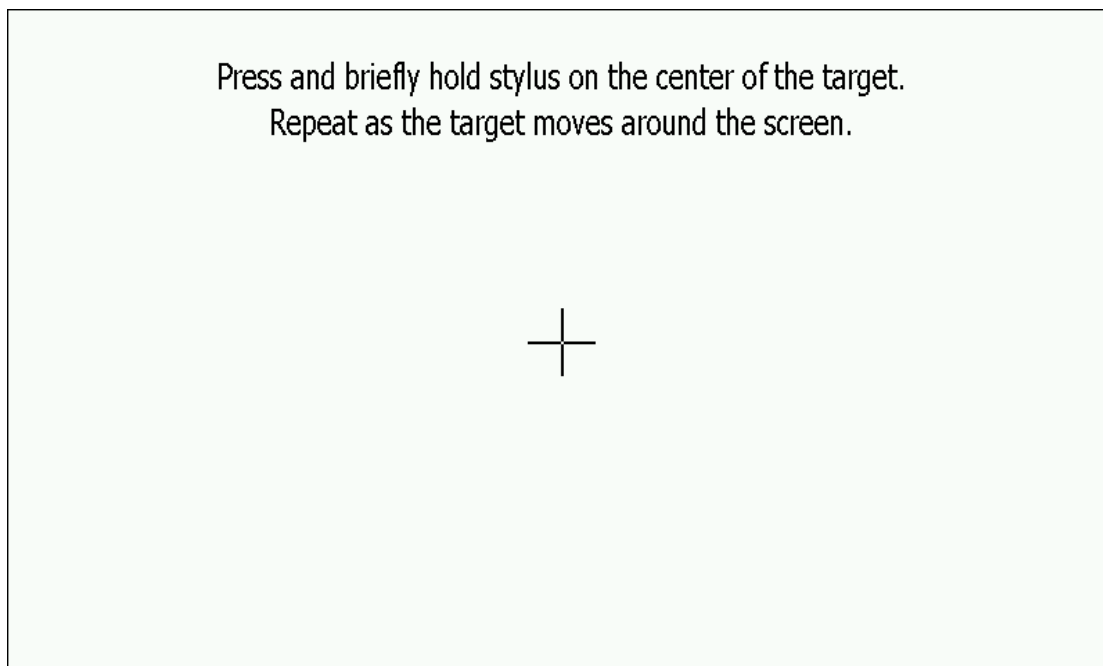 Press and briefly hold stylus on the center of the target.
Repeat as the target moves around the screen.